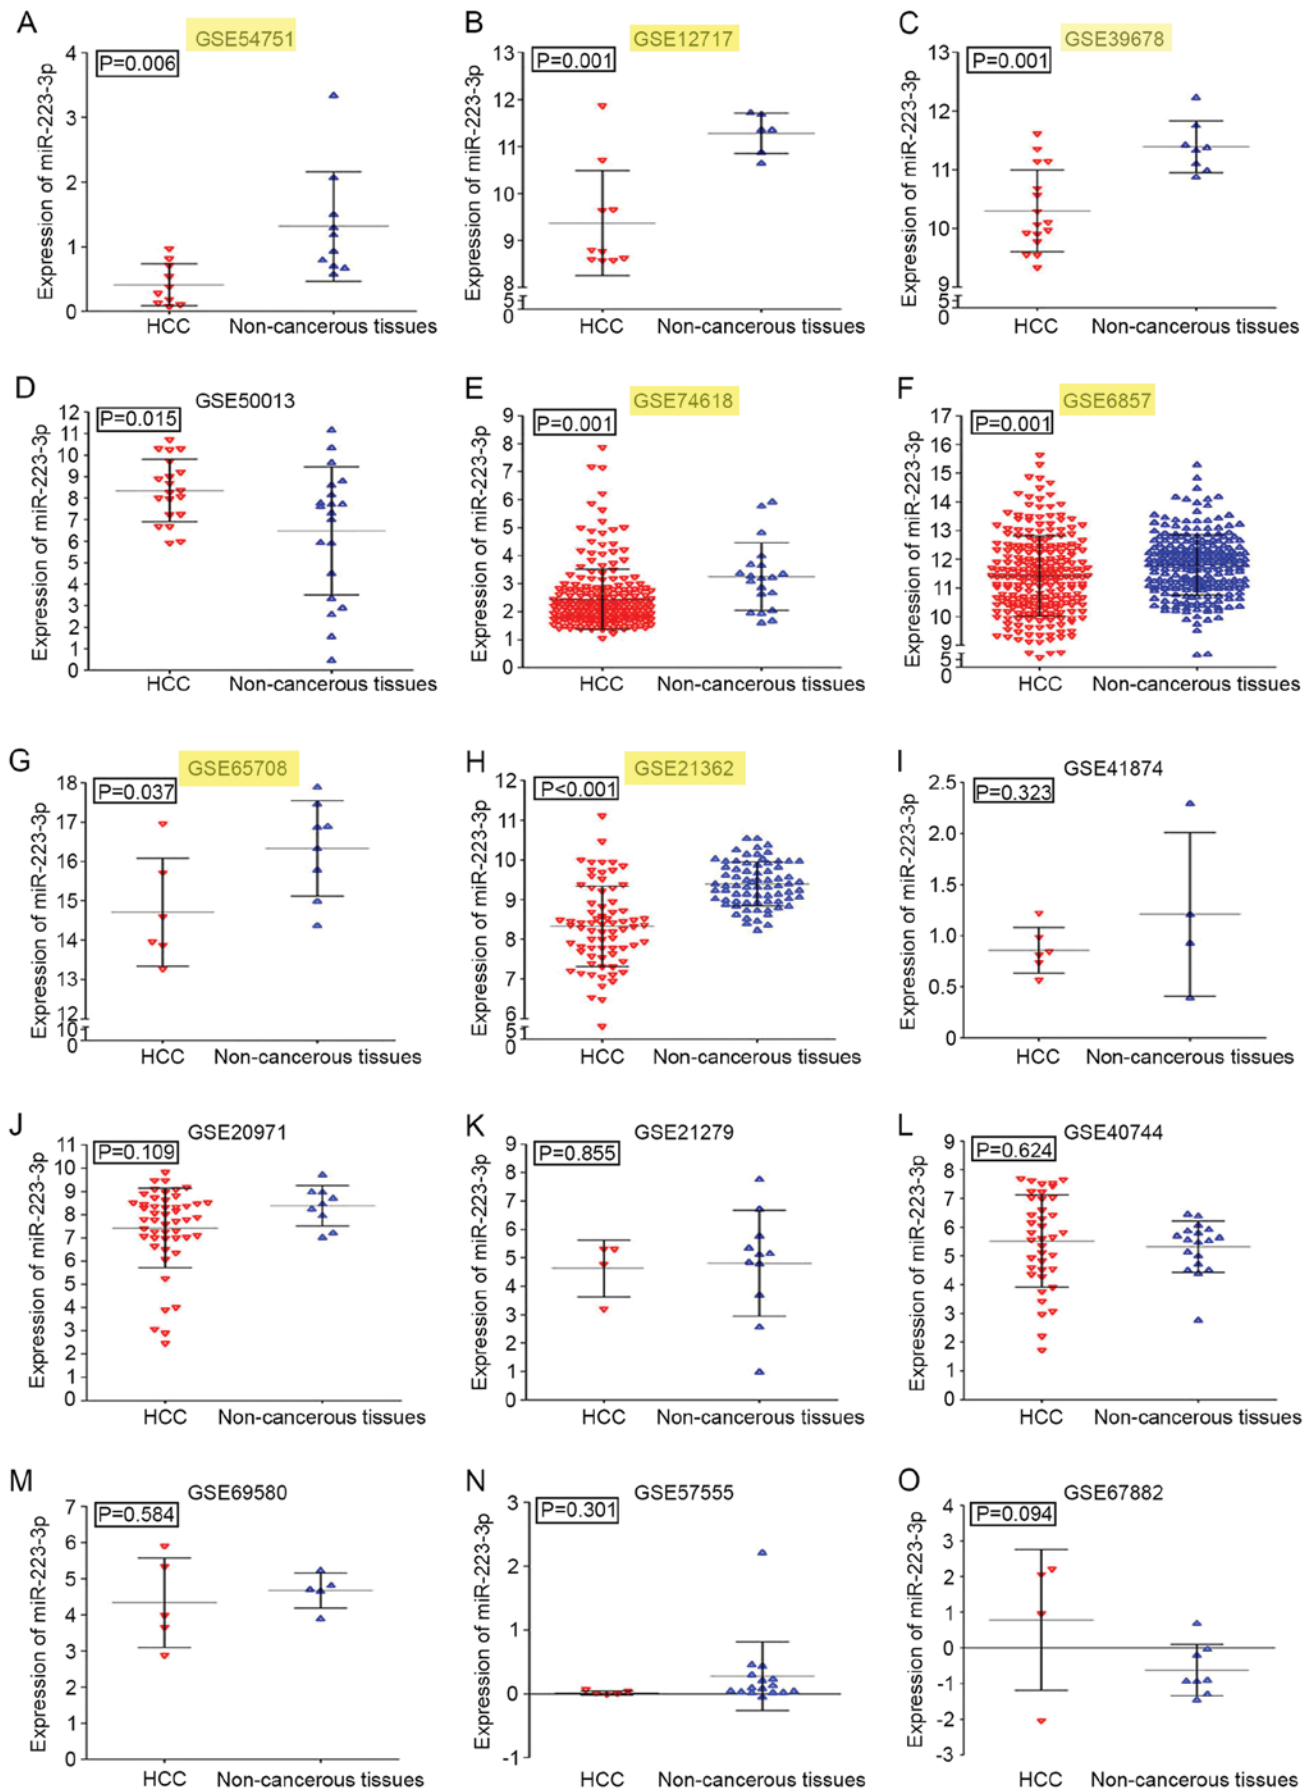 A GSE54751
P=0.006
Expression of miR-223-3p
4
3
2
1
0
HCC Non-cancerous tissues
B GSE12717
P=0.001
Expression of miR-223-3p
13
12
11
10
9
8
5
0
HCC Non-cancerous tissues
C GSE39678
P=0.001
Expression of miR-223-3p
13
12
11
10
9
5
0
HCC Non-cancerous tissues
D GSE50013
P=0.015
Expression of miR-223-3p
12
11
10
9
8
7
6
5
4
3
2
1
0
HCC Non-cancerous tissues
E GSE74618
P=0.001
Expression of miR-223-3p
9
8
7
6
5
4
3
2
1
0
HCC Non-cancerous tissues
F GSE6857
P=0.001
Expression of miR-223-3p
17
16
15
14
13
12
11
10
9
5
0
HCC Non-cancerous tissues
G GSE65708
P=0.037
Expression of miR-223-3p
18
17
16
15
14
13
12
10
0
HCC Non-cancerous tissues
H GSE21362
P<0.001
Expression of miR-223-3p
12
11
10
9
8
7
6
5
0
HCC Non-cancerous tissues
I GSE41874
P=0.323
Expression of miR-223-3p
2.5
2.0
1.5
1.0
0.5
0
HCC Non-cancerous tissues
J GSE20971
P=0.109
Expression of miR-223-3p
11
10
9
8
7
6
5
4
3
2
1
0
HCC Non-cancerous tissues
K GSE21279
P=0.855
Expression of miR-223-3p
9
8
7
6
5
4
3
2
1
0
HCC Non-cancerous tissues
L GSE40744
P=0.624
Expression of miR-223-3p
9
8
7
6
5
4
3
2
1
0
HCC Non-cancerous tissues
M GSE69580
P=0.584
Expression of miR-223-3p
7
6
5
4
3
2
1
0
HCC Non-cancerous tissues
N GSE57555
P=0.301
Expression of miR-223-3p
3
2
1
0
-1
HCC Non-cancerous tissues
O GSE67882
P=0.094
Expression of miR-223-3p
4
3
2
1
0
-1
-2
-3
HCC Non-cancerous tissues